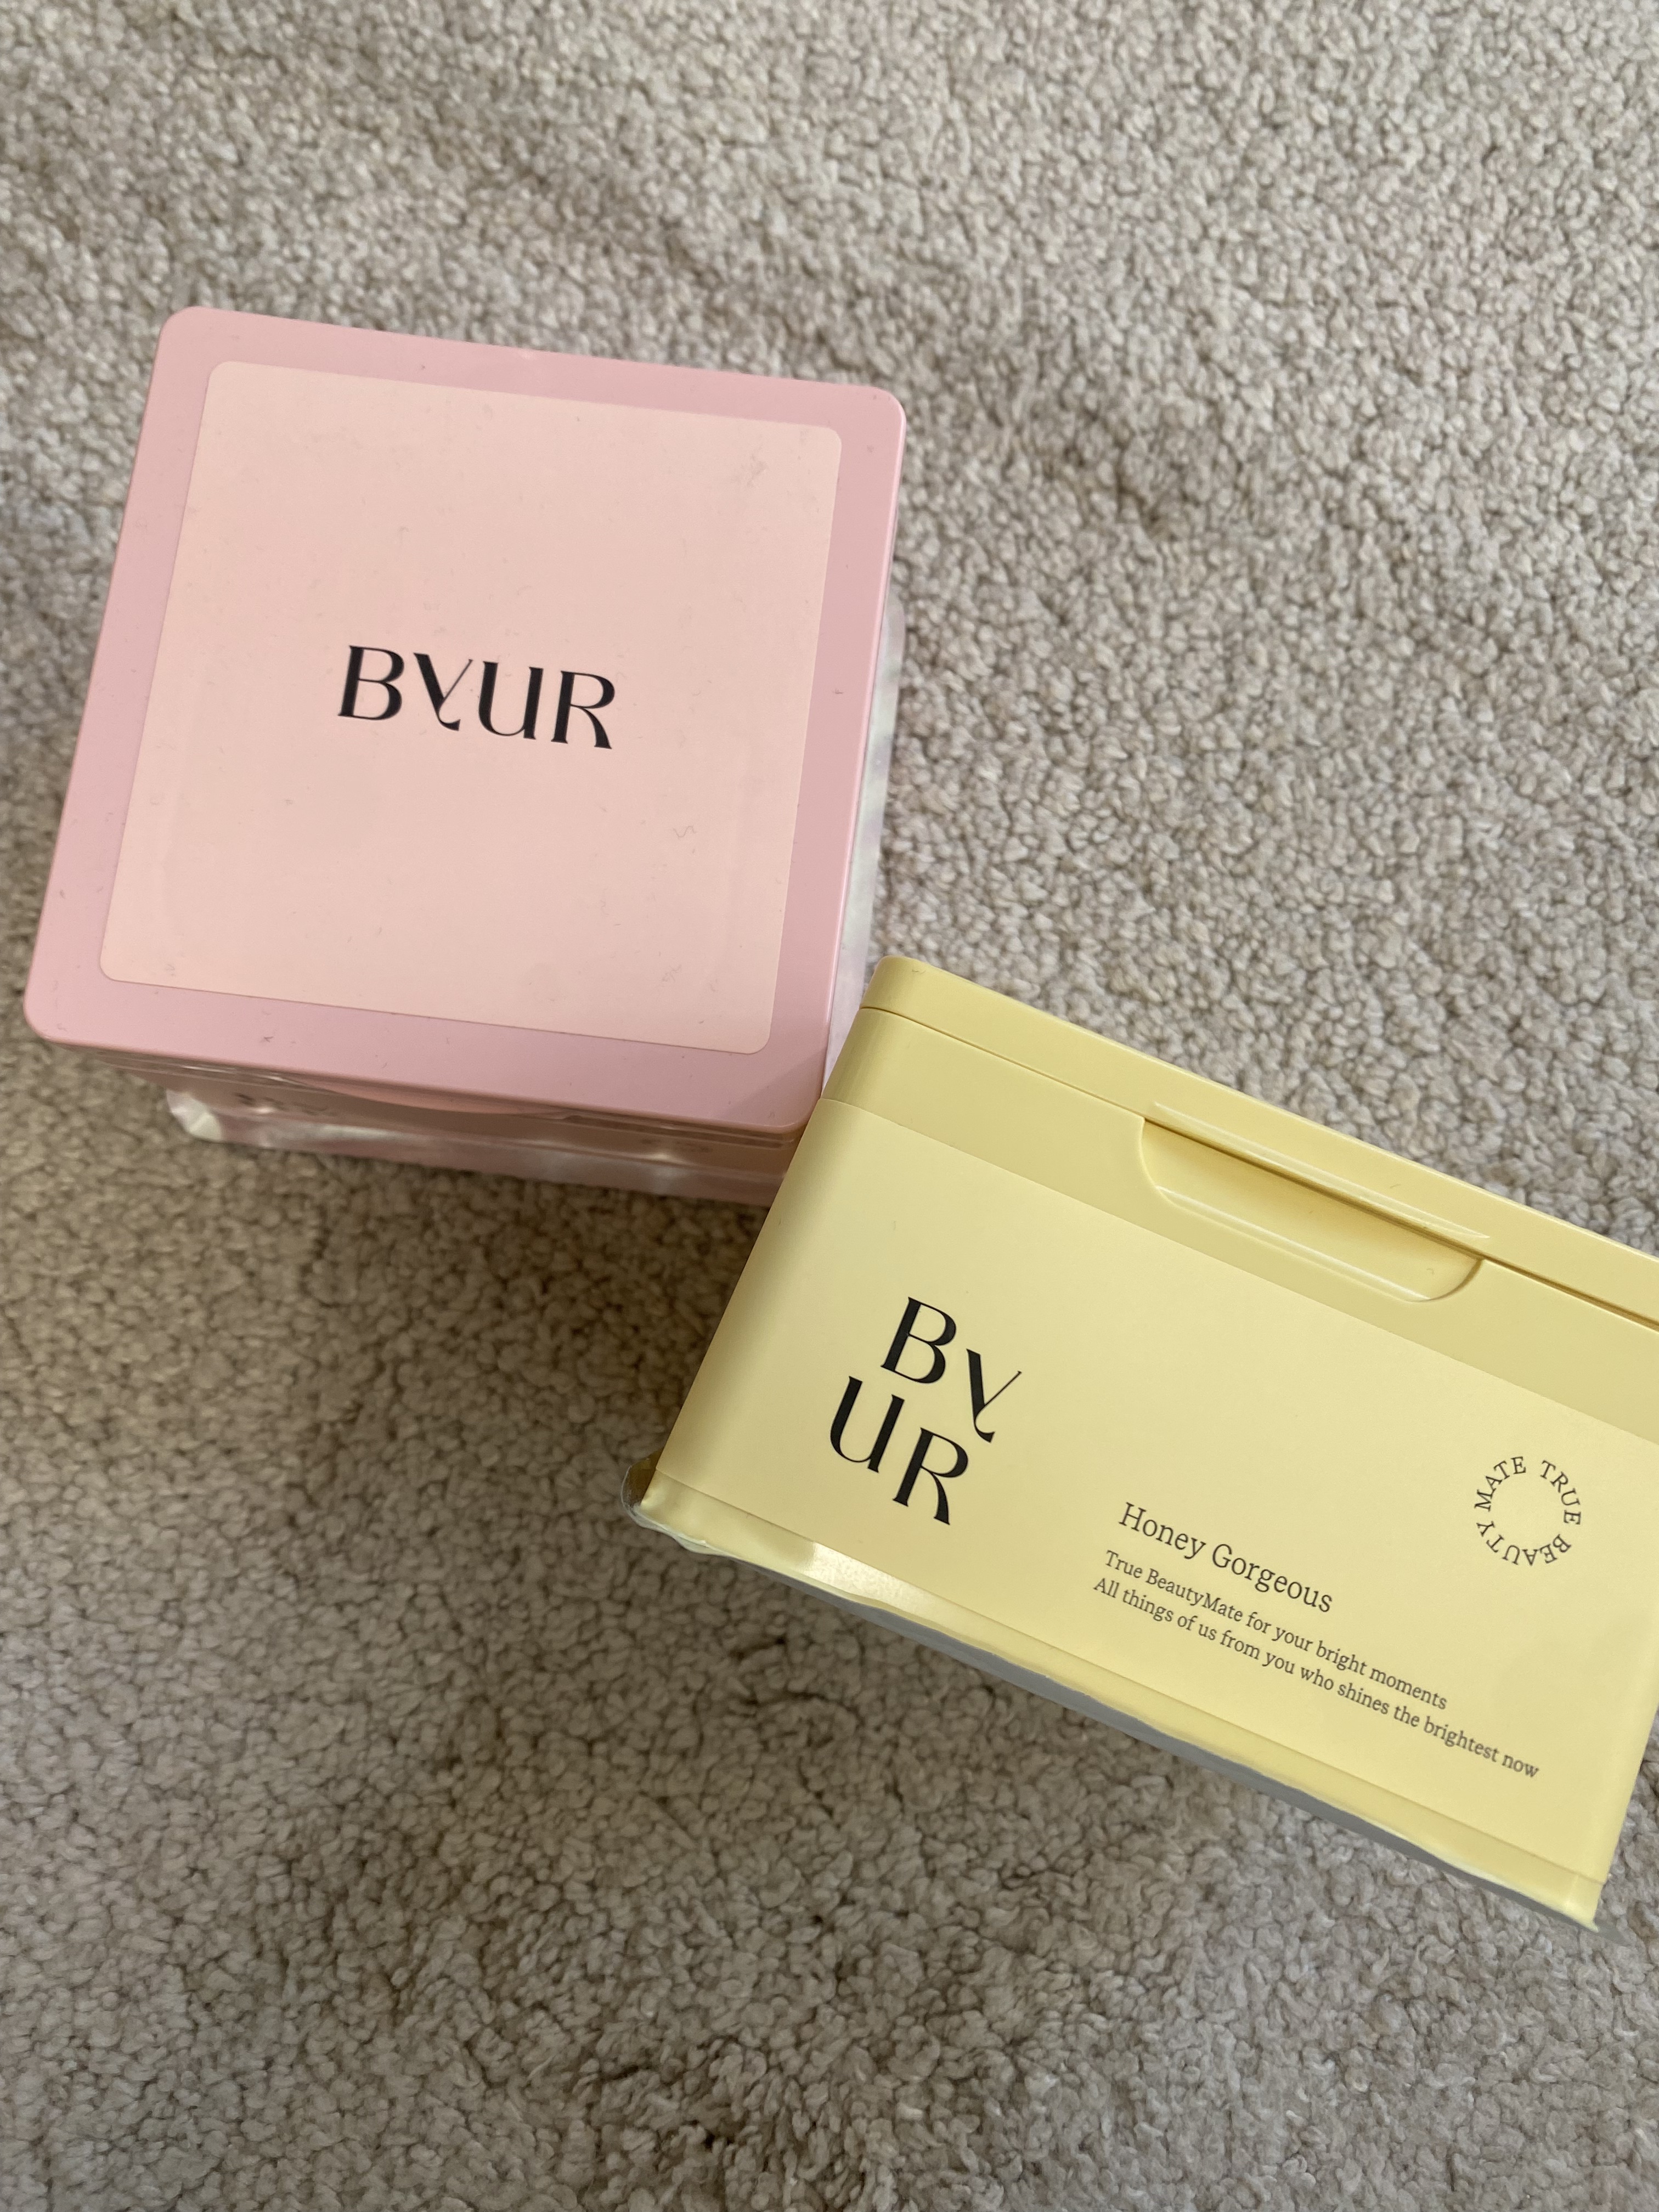 BYUR
BY
UR
Honey Gorgeous
True BeautyMate for your bright moments
All things of us from you who shines the brightest now
TRUE BEAUTY MATE